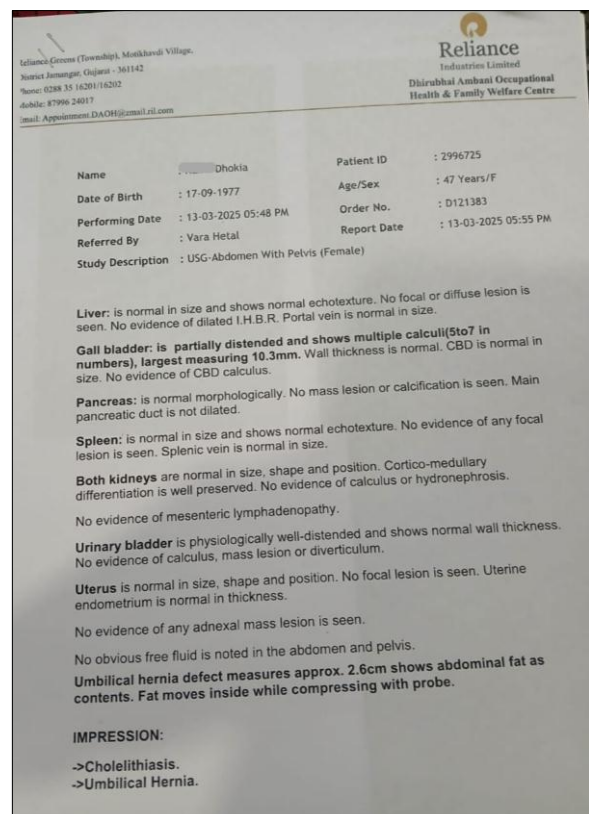 Reliance Greens (Township), Motikhavdi Village,
District Jamangar, Gujarat - 361142
Phone: 0288 35 16201/16202
Mobile: 87996 24017
Email: Appointment.DAOH@zmail.ril.com
Reliance
Industries Limited
Dhirubhai Ambani Occupational
Health & Family Welfare Centre
Name : Dhokia
Patient ID : 2996725
Date of Birth : 17-09-1977
Age/Sex : 47 Years/F
Performing Date : 13-03-2025 05:48 PM
Order No. : D121383
Referred By : Vara Hetal
Report Date : 13-03-2025 05:55 PM
Study Description : USG-Abdomen With Pelvis (Female)
Liver: is normal in size and shows normal echotexture. No focal or diffuse lesion is
seen. No evidence of dilated I.H.B.R. Portal vein is normal in size.
Gall bladder: is partially distended and shows multiple calculi(5to7 in
numbers), largest measuring 10.3mm. Wall thickness is normal. CBD is normal in
size. No evidence of CBD calculus.
Pancreas: is normal morphologically. No mass lesion or calcification is seen. Main
pancreatic duct is not dilated.
Spleen: is normal in size and shows normal echotexture. No evidence of any focal
lesion is seen. Splenic vein is normal in size.
Both kidneys are normal in size, shape and position. Cortico-medullary
differentiation is well preserved. No evidence of calculus or hydronephrosis.
No evidence of mesenteric lymphadenopathy.
Urinary bladder is physiologically well-distended and shows normal wall thickness.
No evidence of calculus, mass lesion or diverticulum.
Uterus is normal in size, shape and position. No focal lesion is seen. Uterine
endometrium is normal in thickness.
No evidence of any adnexal mass lesion is seen.
No obvious free fluid is noted in the abdomen and pelvis.
Umbilical hernia defect measures approx. 2.6cm shows abdominal fat as
contents. Fat moves inside while compressing with probe.
IMPRESSION:
->Cholelithiasis.
->Umbilical Hernia.